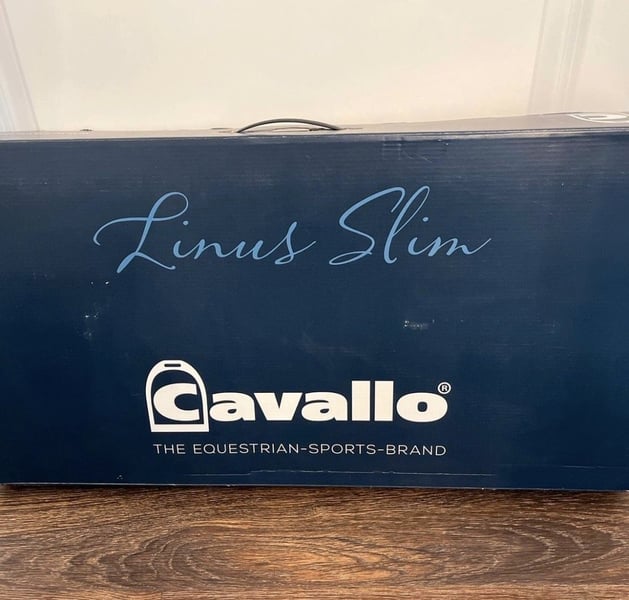 Linus Slim
Cavallo®
THE EQUESTRIAN-SPORTS-BRAND